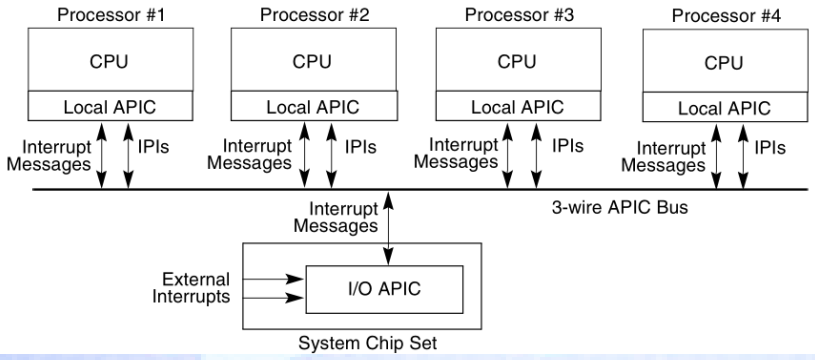 Processor #1
Processor #2
Processor #3
Processor #4
CPU
CPU
CPU
CPU
Local APIC
Local APIC
Local APIC
Local APIC
Interrupt
Messages
IPIs
Interrupt
Messages
IPIs
Interrupt
Messages
IPIs
Interrupt
Messages
IPIs
Interrupt
Messages
3-wire APIC Bus
External
Interrupts
I/O APIC
System Chip Set